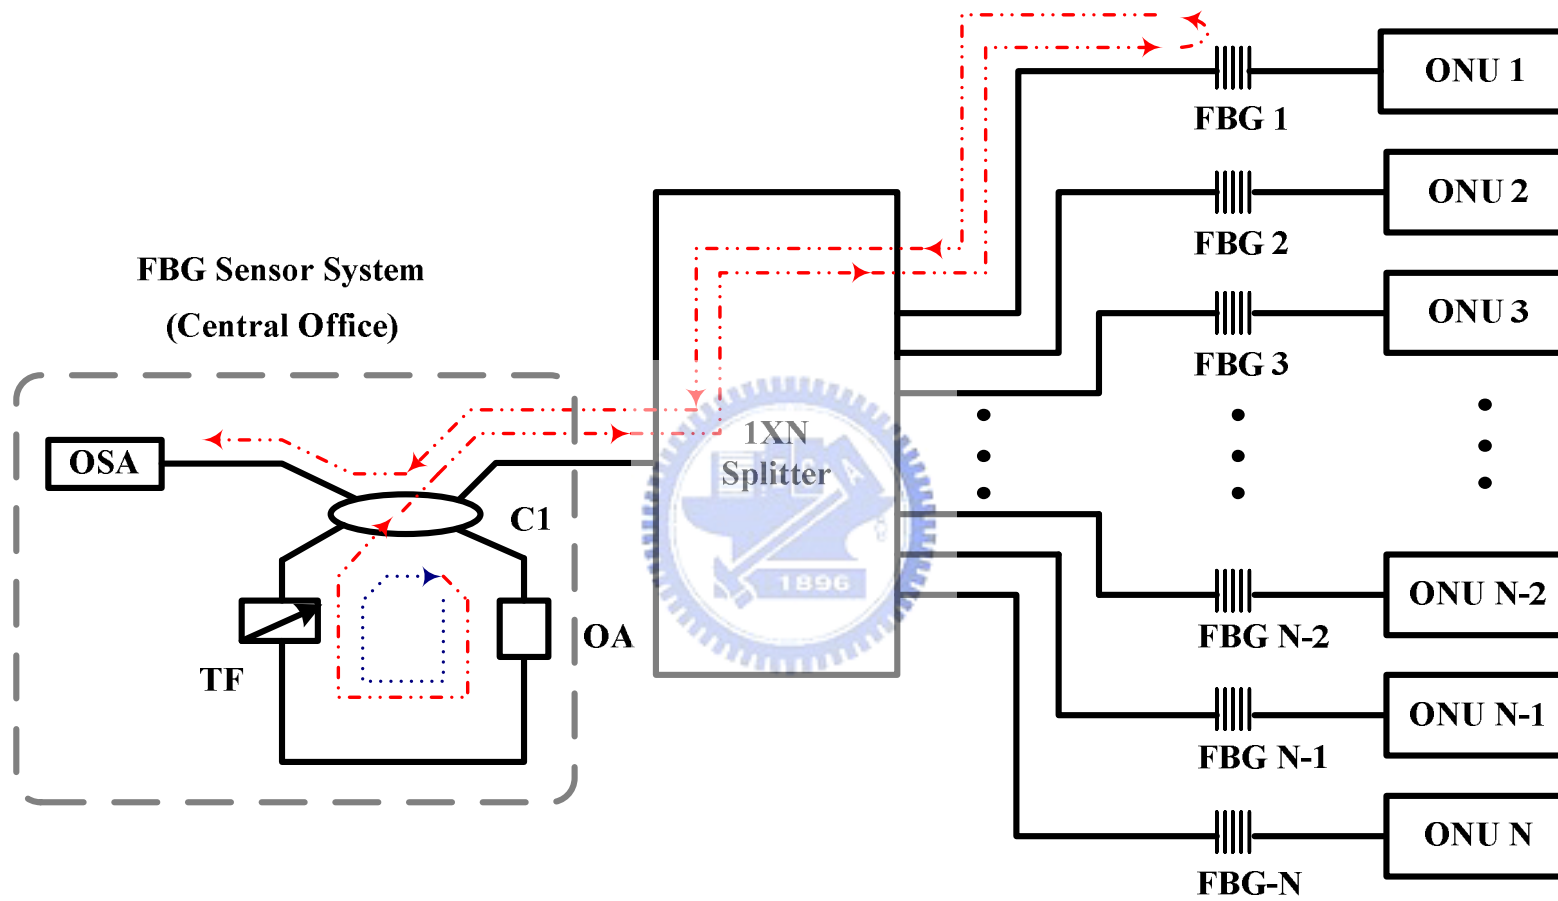 FBG Sensor System
(Central Office)
OSA
C1
TF
OA
1XN
Splitter
1896
FBG 1
ONU 1
FBG 2
ONU 2
FBG 3
ONU 3
FBG N-2
ONU N-2
FBG N-1
ONU N-1
FBG-N
ONU N